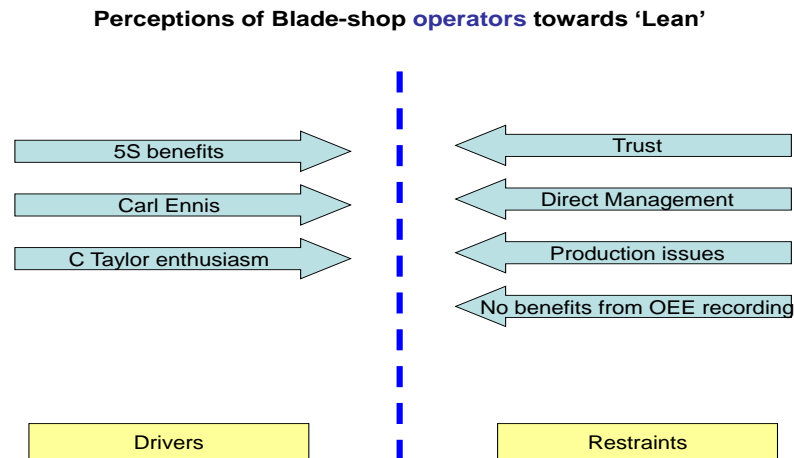 Perceptions of Blade-shop operators towards ‘Lean’
5S benefits
Carl Ennis
C Taylor enthusiasm
Trust
Direct Management
Production issues
No benefits from OEE recording
Drivers
Restraints